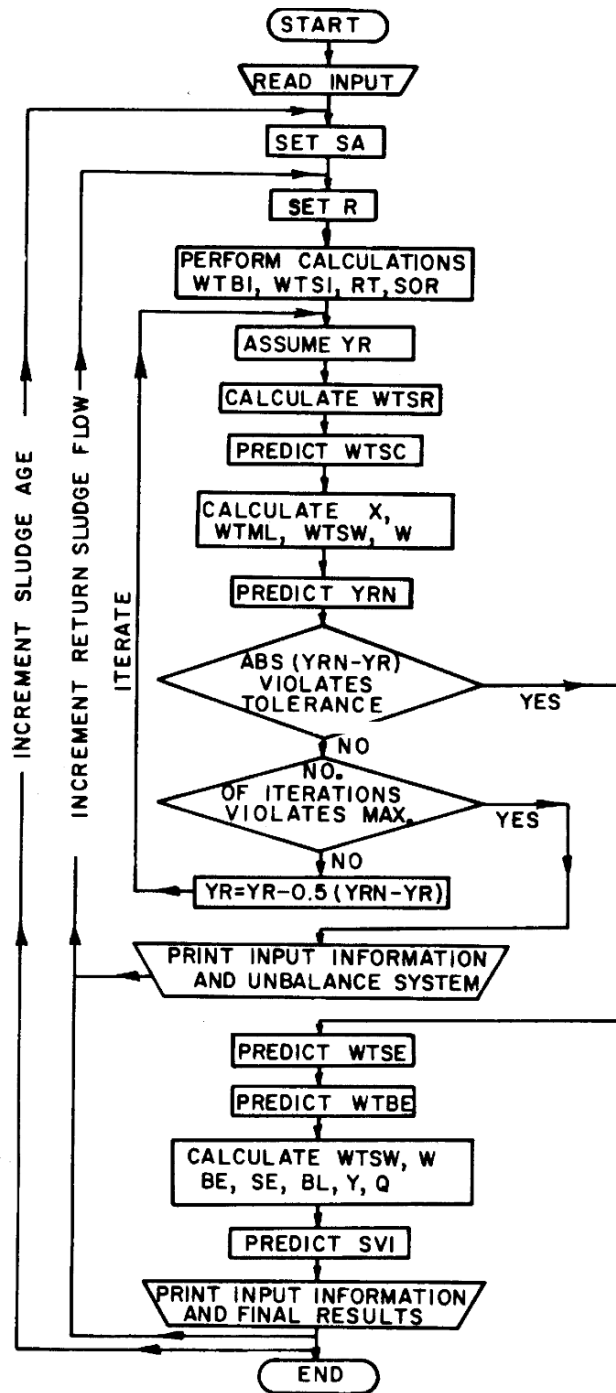 START
READ INPUT
SET SA
SET R
PERFORM CALCULATIONS
WTBI, WTSI, RT, SOR
ASSUME YR
CALCULATE WTSR
PREDICT WTSC
CALCULATE X,
WTML, WTSW, W
PREDICT YRN
ABS (YRN-YR)
VIOLATES
TOLERANCE
YES
NO
NO.
OF ITERATIONS
VIOLATES MAX.
YES
NO
YR=YR-0.5 (YRN-YR)
PRINT INPUT INFORMATION
AND UNBALANCE SYSTEM
PREDICT WTSE
PREDICT WTBE
CALCULATE WTSW, W
BE, SE, BL, Y, Q
PREDICT SVI
PRINT INPUT INFORMATION
AND FINAL RESULTS
END
INCREMENT SLUDGE AGE
INCREMENT RETURN SLUDGE FLOW
ITERATE